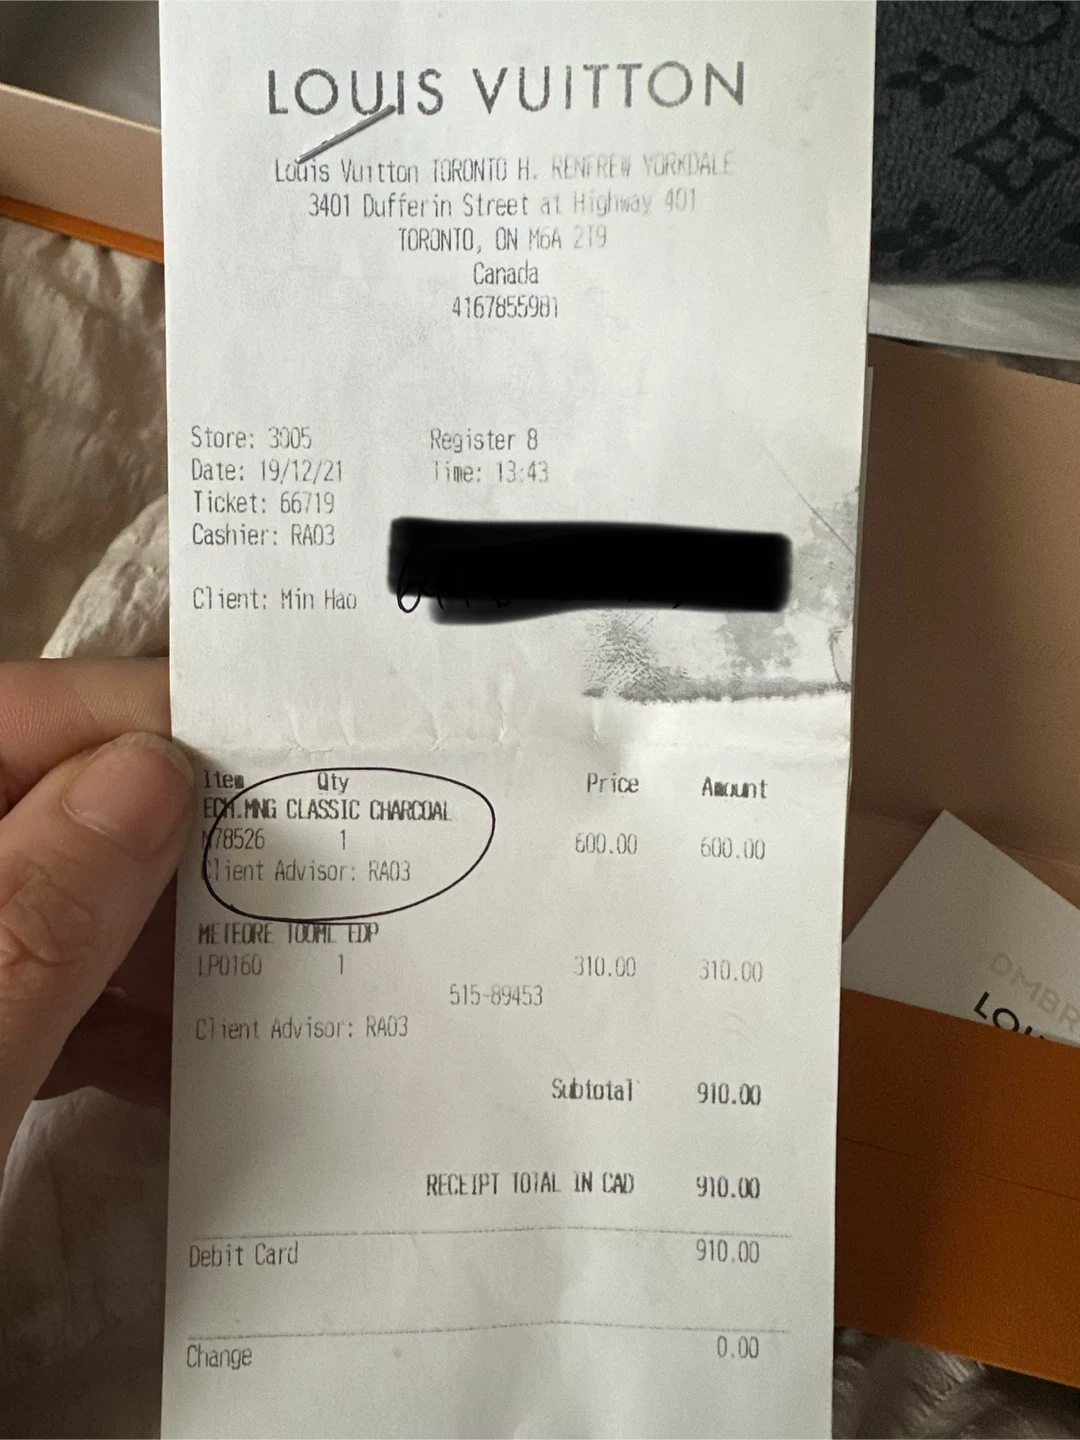 LOUIS VUITTON
Louis Vuitton TORONTO H. RENFREW YORKDALE
3401 Dufferin Street at Highway 401
TORONTO, ON M6A 2T9
Canada
4167855981
Store: 3005 Register 8
Date: 19/12/21 Time: 13:43
Ticket: 66719
Cashier: RA03
Client: Min Hao
Item Qty Price Amount
ECH.MNG CLASSIC CHARCOAL
M78526 1 600.00 600.00
Client Advisor: RA03
METEORE 100ML EDP
LP0160 1 310.00 310.00
515-89453
Client Advisor: RA03
Subtotal 910.00
RECEIPT TOTAL IN CAD 910.00
Debit Card 910.00
Change 0.00